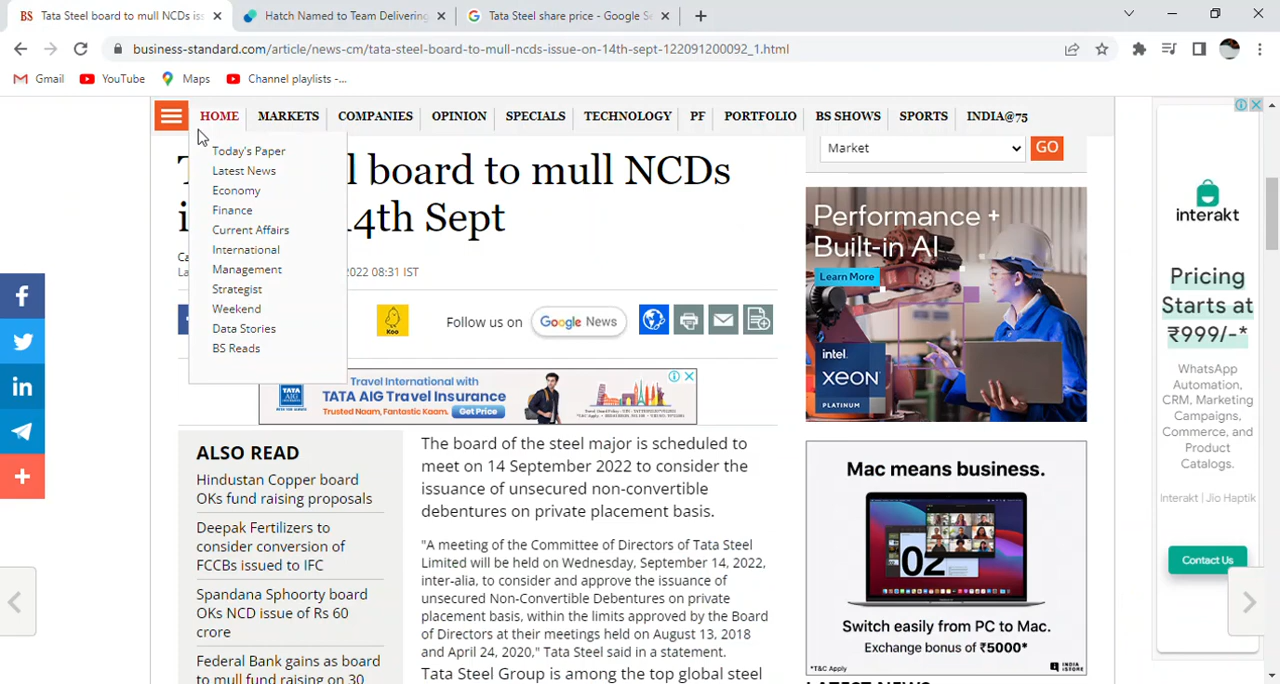 BS Tata Steel board to mull NCDs is
Hatch Named to Team Delivering
Tata Steel share price - Google Se
business-standard.com/article/news-cm/tata-steel-board-to-mull-ncds-issue-on-14th-sept-122091200092_1.html
Gmail
YouTube
Maps
Channel playlists -...
HOME
MARKETS
COMPANIES
OPINION
SPECIALS
TECHNOLOGY
PF
PORTFOLIO
BS SHOWS
SPORTS
INDIA@75
Today's Paper
Latest News
Economy
Finance
Current Affairs
International
Management
Strategist
Weekend
Data Stories
BS Reads
T l board to mull NCDs
i 14th Sept
Ca
La 2022 08:31 IST
Koo
Follow us on
Google News
Market
GO
TATA
Travel International with
TATA AIG Travel Insurance
Trusted Naam, Fantastic Kaam. Get Price
ALSO READ
Hindustan Copper board
OKs fund raising proposals
Deepak Fertilizers to
consider conversion of
FCCBs issued to IFC
Spandana Sphoorty board
OKs NCD issue of Rs 60
crore
Federal Bank gains as board
to mull fund raising on 30
The board of the steel major is scheduled to
meet on 14 September 2022 to consider the
issuance of unsecured non-convertible
debentures on private placement basis.
"A meeting of the Committee of Directors of Tata Steel
Limited will be held on Wednesday, September 14, 2022,
inter-alia, to consider and approve the issuance of
unsecured Non-Convertible Debentures on private
placement basis, within the limits approved by the Board
of Directors at their meetings held on August 13, 2018
and April 24, 2020," Tata Steel said in a statement.
Tata Steel Group is among the top global steel
Performance +
Built-in AI
Learn More
intel
XEON
PLATINUM
Mac means business.
02
Switch easily from PC to Mac.
Exchange bonus of ₹5000*
*T&C Apply
INDIA
iSTORE
LATEST NEWS
interakt
Pricing
Starts at
₹999/-*
WhatsApp
Automation,
CRM, Marketing
Campaigns,
Commerce, and
Product
Catalogs.
Interakt | Jio Haptik
Contact Us